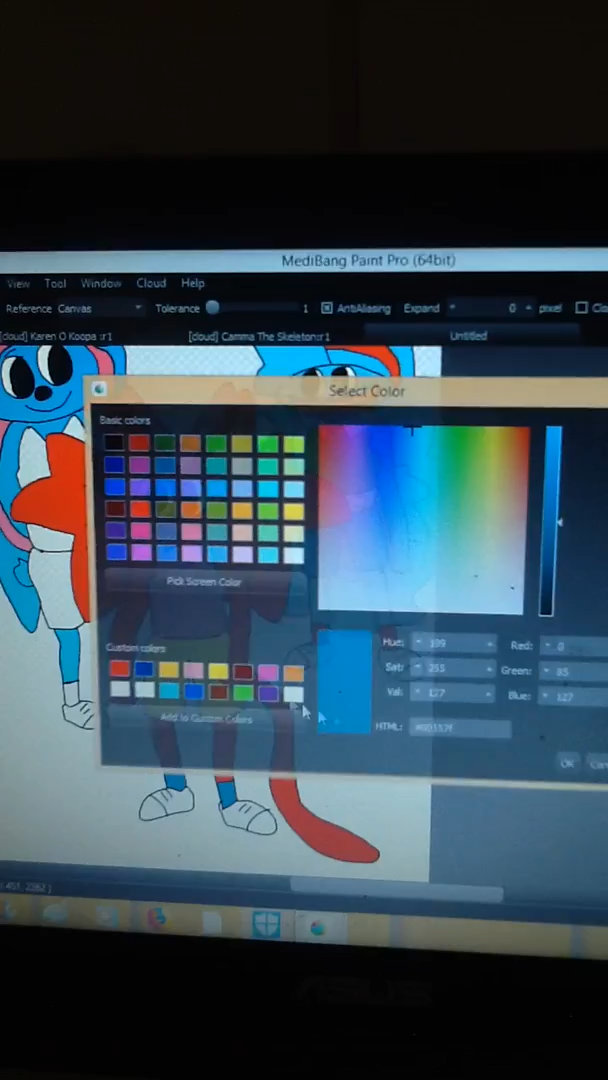 MediBang Paint Pro (64bit)
View Tool Window Cloud Help
Reference Canvas Tolerance 1 AntiAliasing Expand 0 pixel
[cloud] Karen O Koopa :r1 [cloud] Camma The Skeleton:r1 Untitled
Select Color
Basic colors
Pick Screen Color
Custom colors
Add to Custom Colors
Hue: 199 Red: 0
Sat: 255 Green: 85
Val: 127 Blue: 127
HTML: #00557f
OK
ASUS